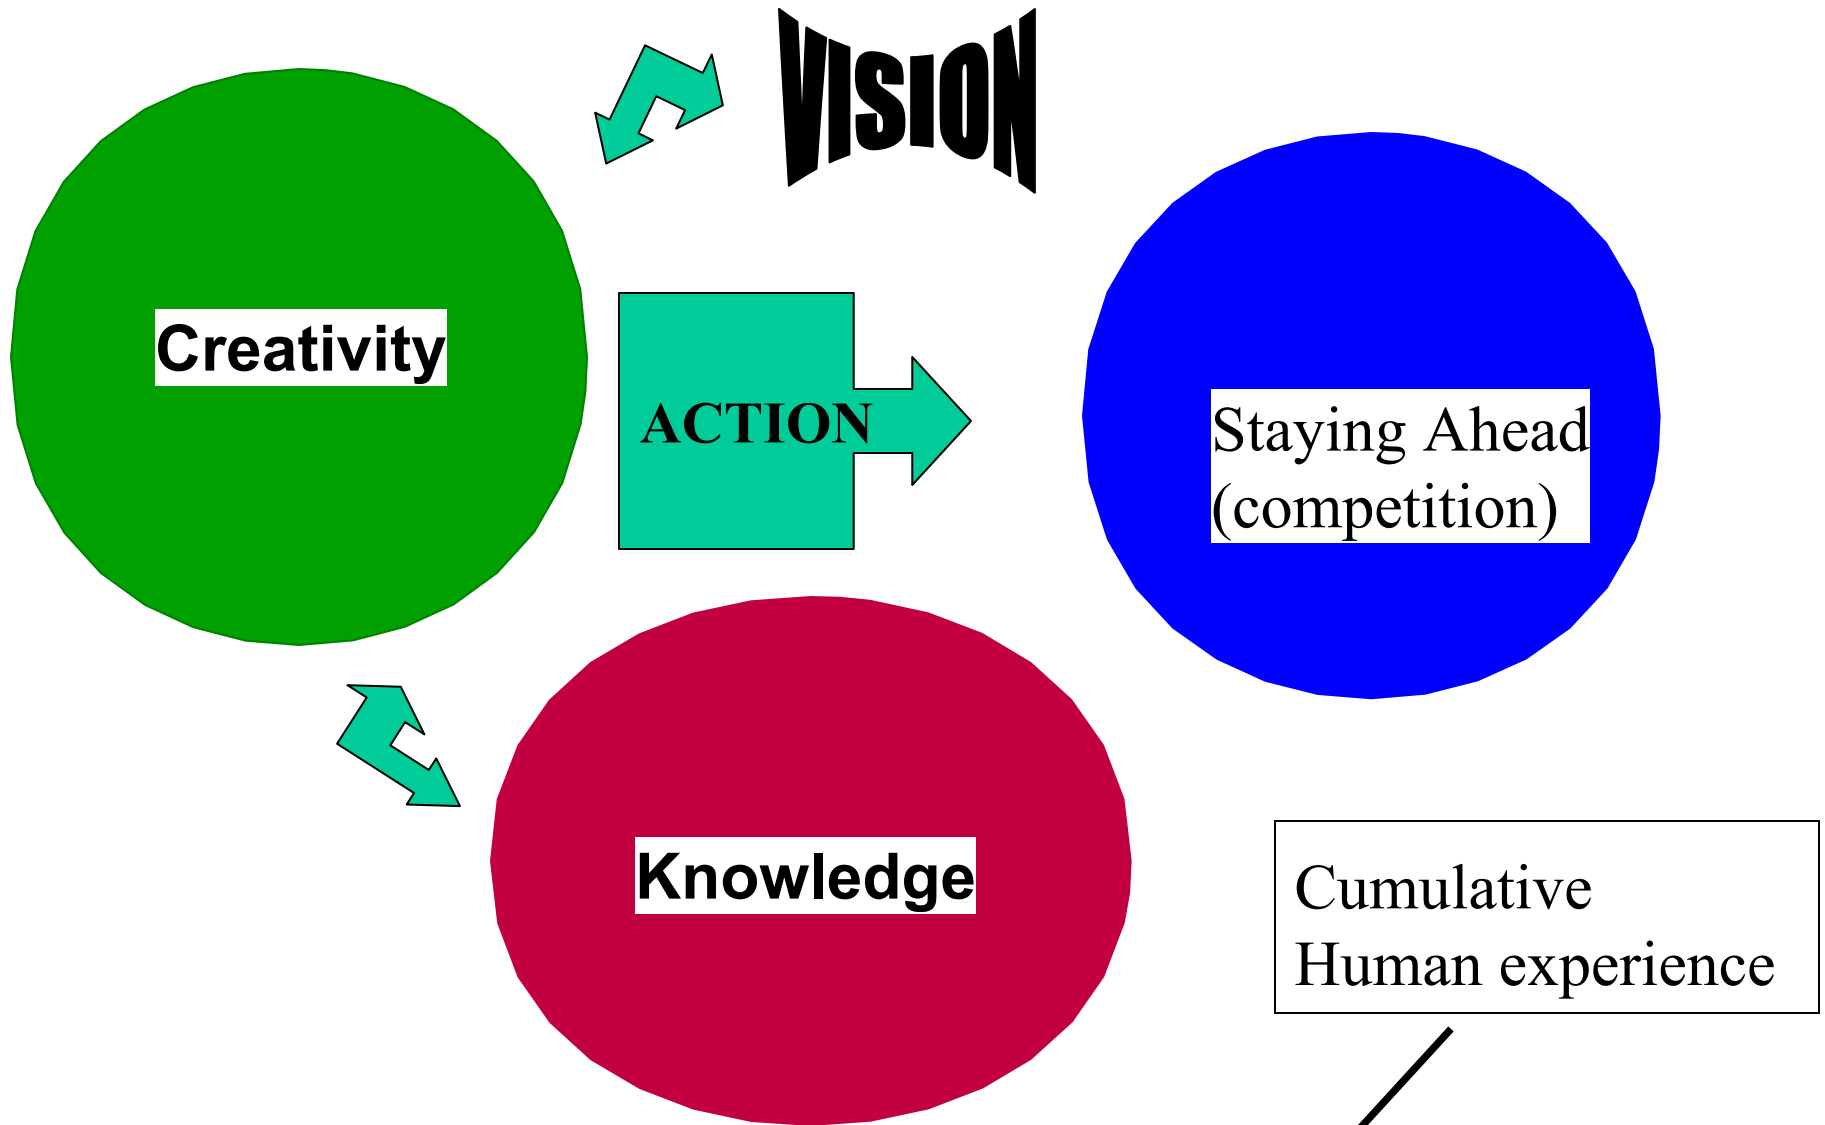 VISION
Creativity
ACTION
Staying Ahead
(competition)
Knowledge
Cumulative
Human experience